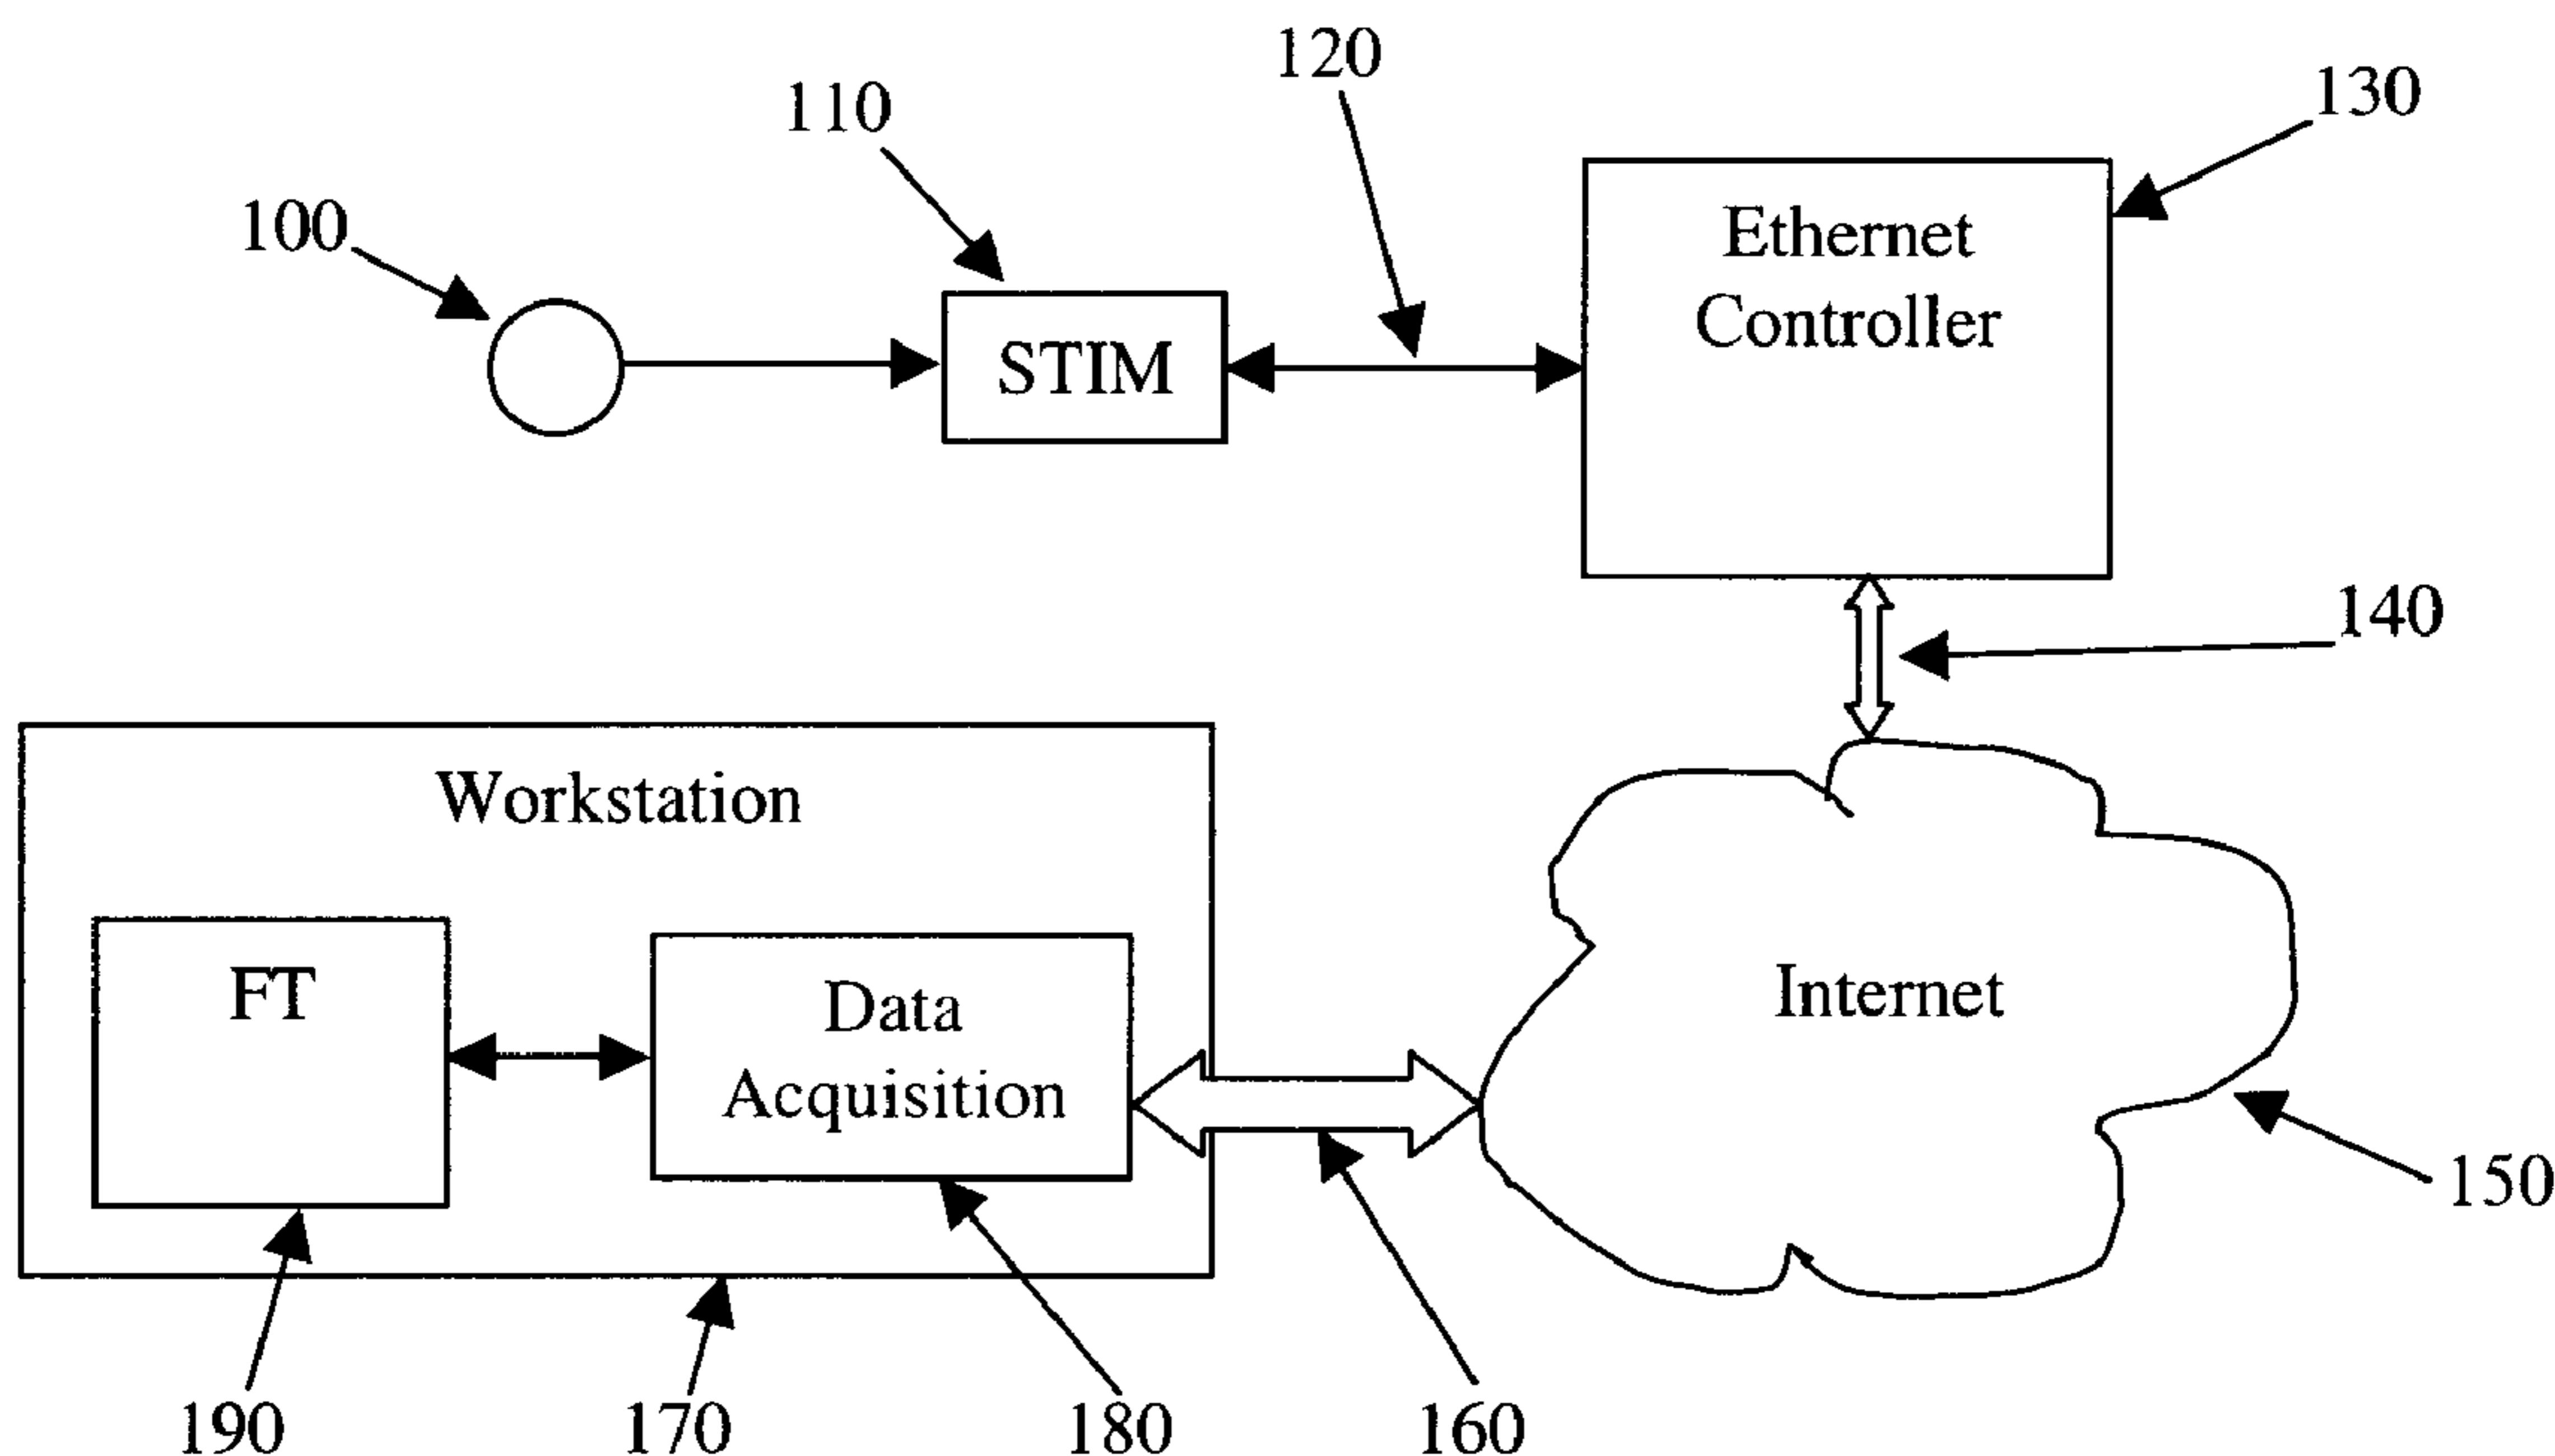 120
130
110
100
Ethernet
Controller
STIM
140
Workstation
FT
Data
Acquisition
Internet
150
190
170
180
160